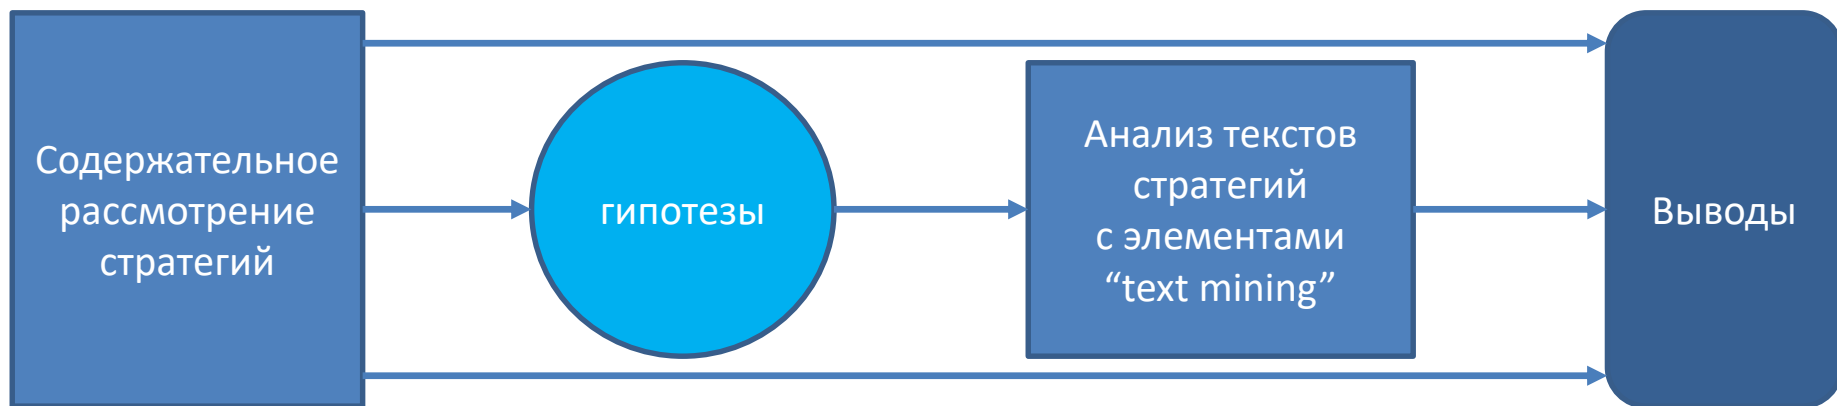 Содержательное
рассмотрение
стратегий
гипотезы
Анализ текстов
стратегий
с элементами
“text mining”
Выводы